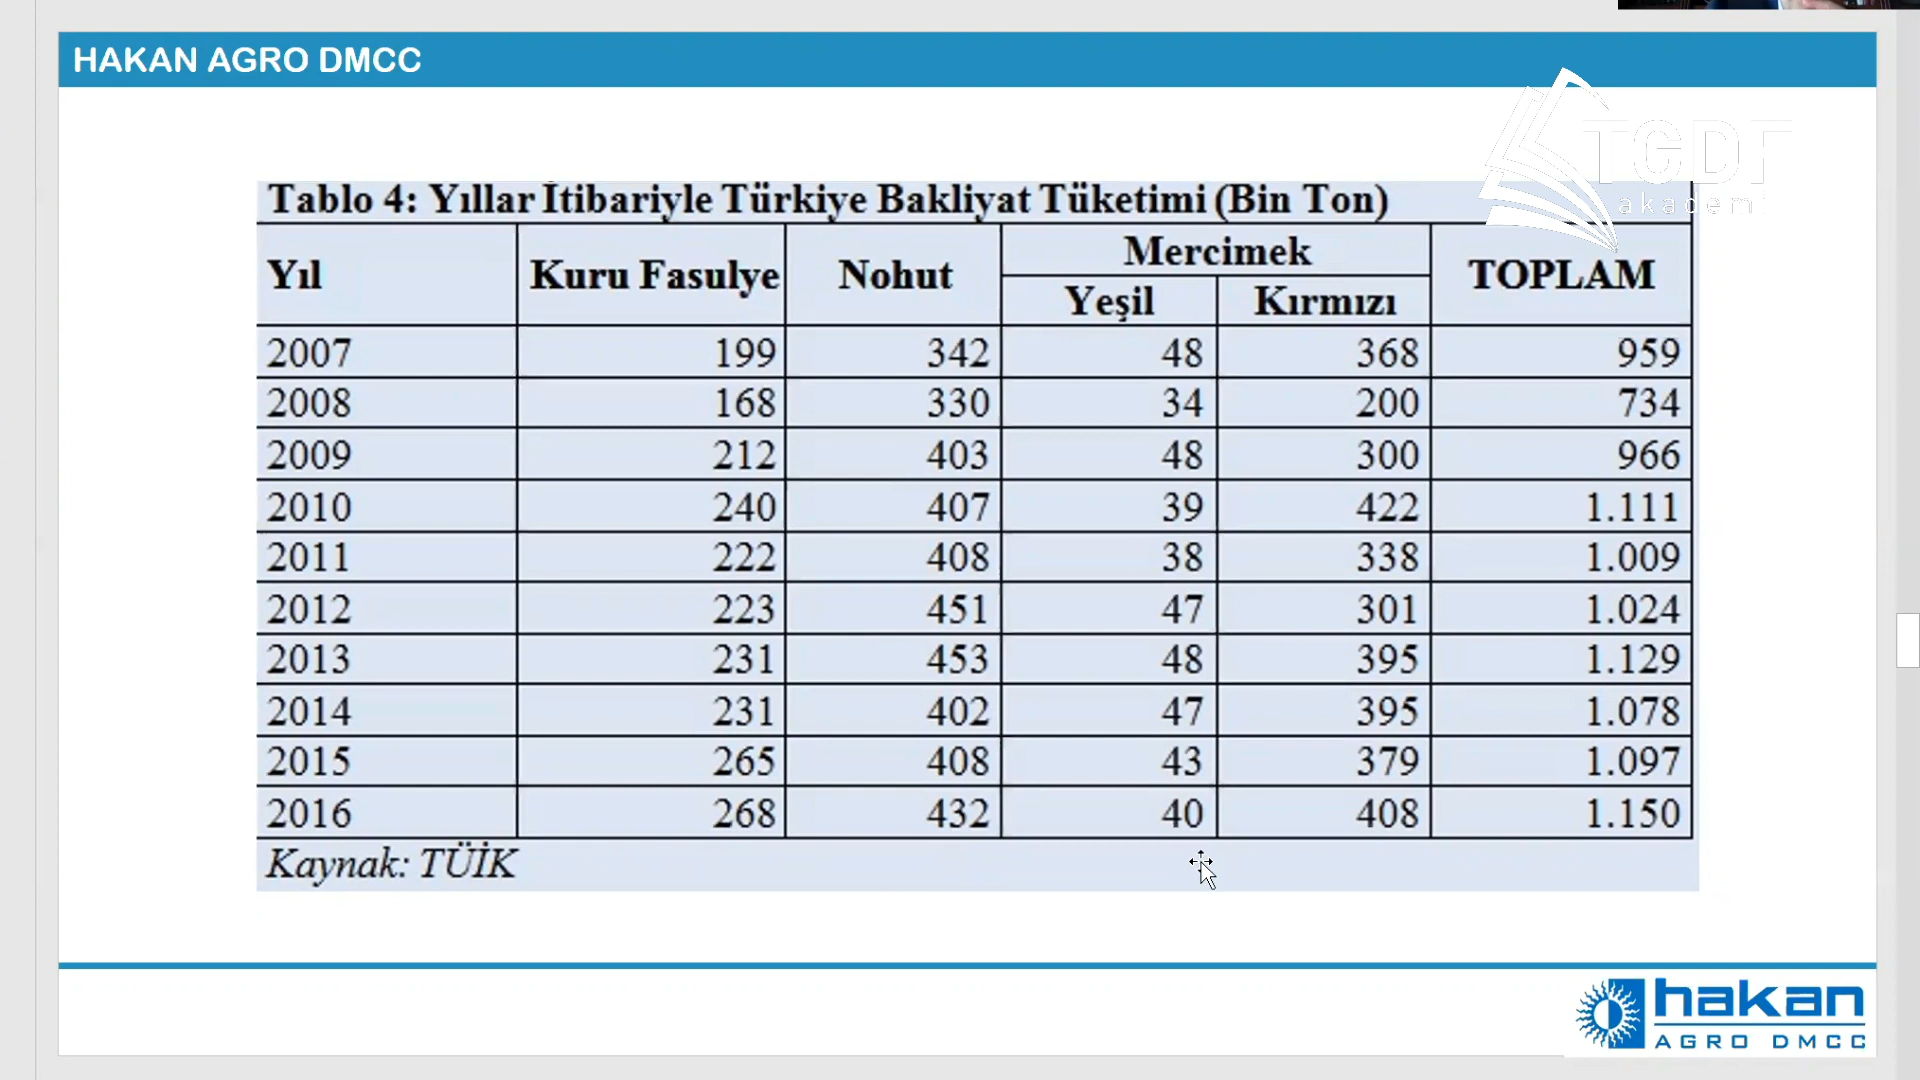 HAKAN AGRO DMCC
TGDF
akademi
Tablo 4: Yıllar İtibariyle Türkiye Bakliyat Tüketimi (Bin Ton)
Yıl Kuru Fasulye Nohut Mercimek TOPLAM
Yeşil Kırmızı
2007 199 342 48 368 959
2008 168 330 34 200 734
2009 212 403 48 300 966
2010 240 407 39 422 1.111
2011 222 408 38 338 1.009
2012 223 451 47 301 1.024
2013 231 453 48 395 1.129
2014 231 402 47 395 1.078
2015 265 408 43 379 1.097
2016 268 432 40 408 1.150
Kaynak: TÜİK
hakan
AGRO DMCC